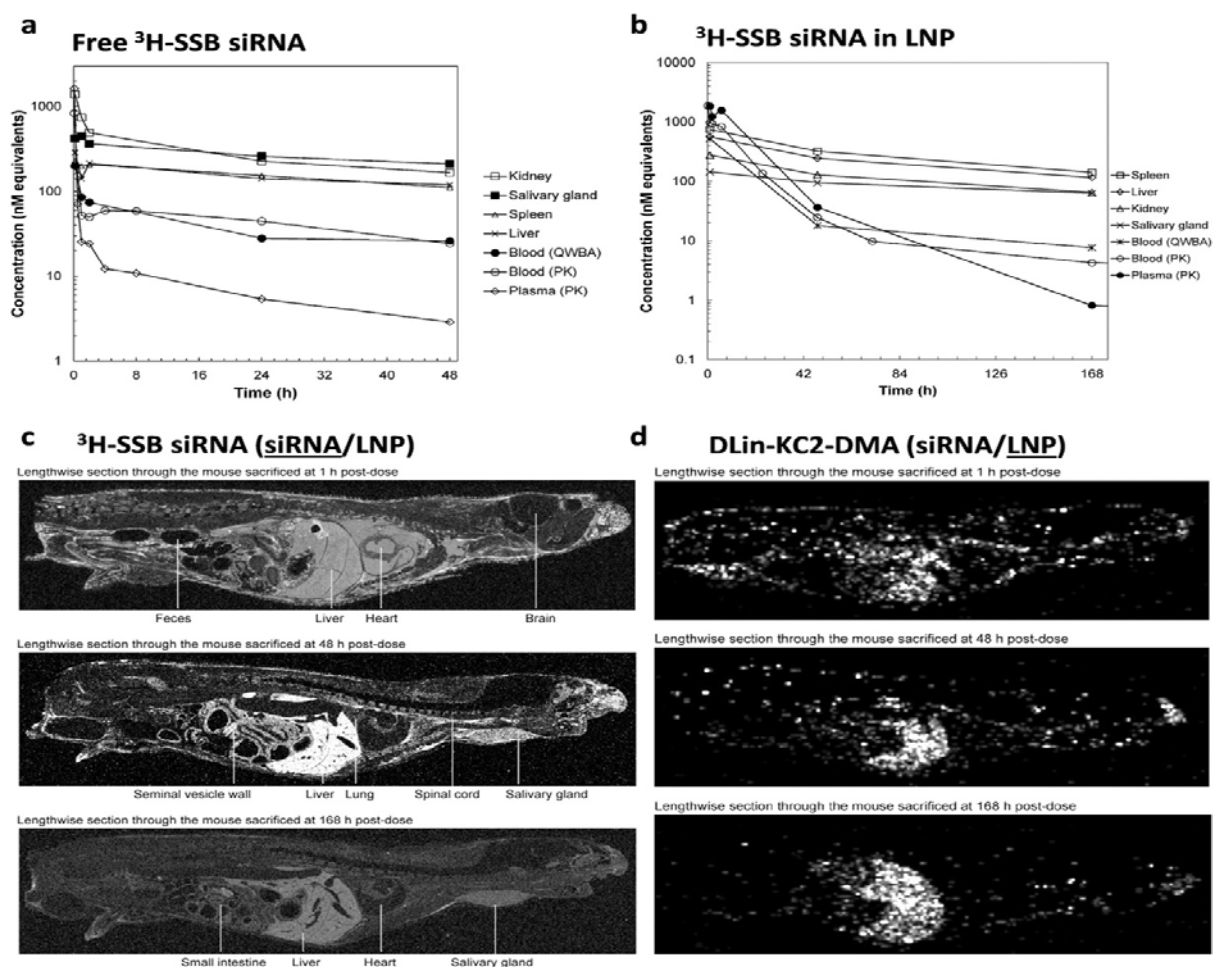 a
Free ³H-SSB siRNA
Concentration (nM equivalents)
1000
100
10
1
0
8
16
24
32
40
48
Time (h)
Kidney
Salivary gland
Spleen
Liver
Blood (QWBA)
Blood (PK)
Plasma (PK)
b
³H-SSB siRNA in LNP
Concentration (nM equivalents)
10000
1000
100
10
1
0.1
0
42
84
126
168
Time (h)
Spleen
Liver
Kidney
Salivary gland
Blood (QWBA)
Blood (PK)
Plasma (PK)
c
³H-SSB siRNA (siRNA/LNP)
Lengthwise section through the mouse sacrificed at 1 h post-dose
Feces
Liver
Heart
Brain
Lengthwise section through the mouse sacrificed at 48 h post-dose
Seminal vesicle wall
Liver
Lung
Spinal cord
Salivary gland
Lengthwise section through the mouse sacrificed at 168 h post-dose
Small intestine
Liver
Heart
Salivary gland
d
DLin-KC2-DMA (siRNA/LNP)
Lengthwise section through the mouse sacrificed at 1 h post-dose
Lengthwise section through the mouse sacrificed at 48 h post-dose
Lengthwise section through the mouse sacrificed at 168 h post-dose